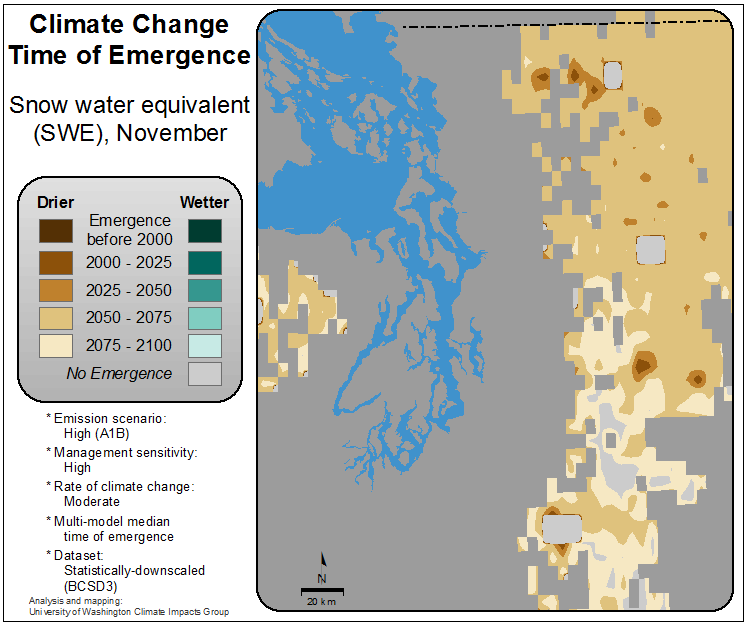 Climate Change
Time of Emergence
Snow water equivalent
(SWE), November
Drier Wetter
Emergence
before 2000
2000 - 2025
2025 - 2050
2050 - 2075
2075 - 2100
No Emergence
* Emission scenario:
High (A1B)
* Management sensitivity:
High
* Rate of climate change:
Moderate
* Multi-model median
time of emergence
* Dataset:
Statistically-downscaled
(BCSD3)
Analysis and mapping:
University of Washington Climate Impacts Group
N
20 km